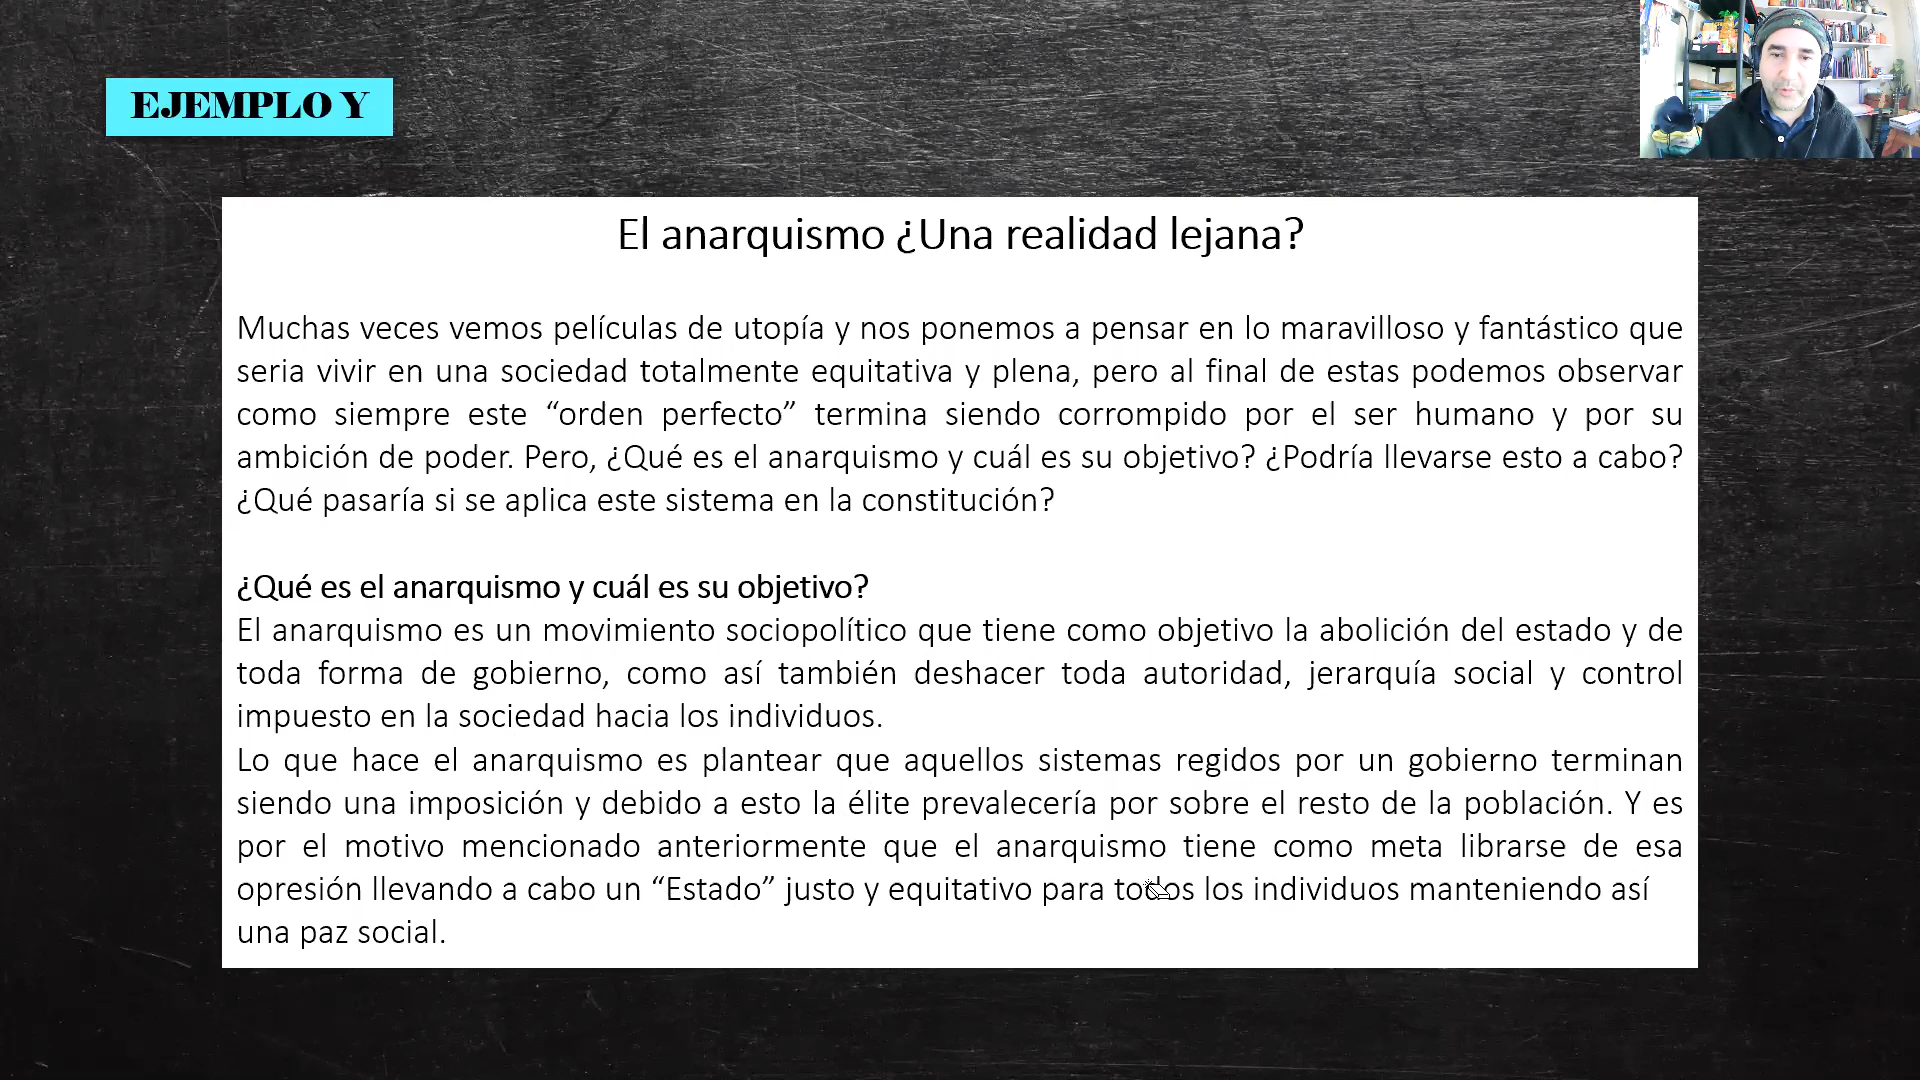 EJEMPLO Y
El anarquismo ¿Una realidad lejana?
Muchas veces vemos películas de utopía y nos ponemos a pensar en lo maravilloso y fantástico que
seria vivir en una sociedad totalmente equitativa y plena, pero al final de estas podemos observar
como siempre este “orden perfecto” termina siendo corrompido por el ser humano y por su
ambición de poder. Pero, ¿Qué es el anarquismo y cuál es su objetivo? ¿Podría llevarse esto a cabo?
¿Qué pasaría si se aplica este sistema en la constitución?
¿Qué es el anarquismo y cuál es su objetivo?
El anarquismo es un movimiento sociopolítico que tiene como objetivo la abolición del estado y de
toda forma de gobierno, como así también deshacer toda autoridad, jerarquía social y control
impuesto en la sociedad hacia los individuos.
Lo que hace el anarquismo es plantear que aquellos sistemas regidos por un gobierno terminan
siendo una imposición y debido a esto la élite prevalecería por sobre el resto de la población. Y es
por el motivo mencionado anteriormente que el anarquismo tiene como meta librarse de esa
opresión llevando a cabo un “Estado” justo y equitativo para todos los individuos manteniendo así
una paz social.